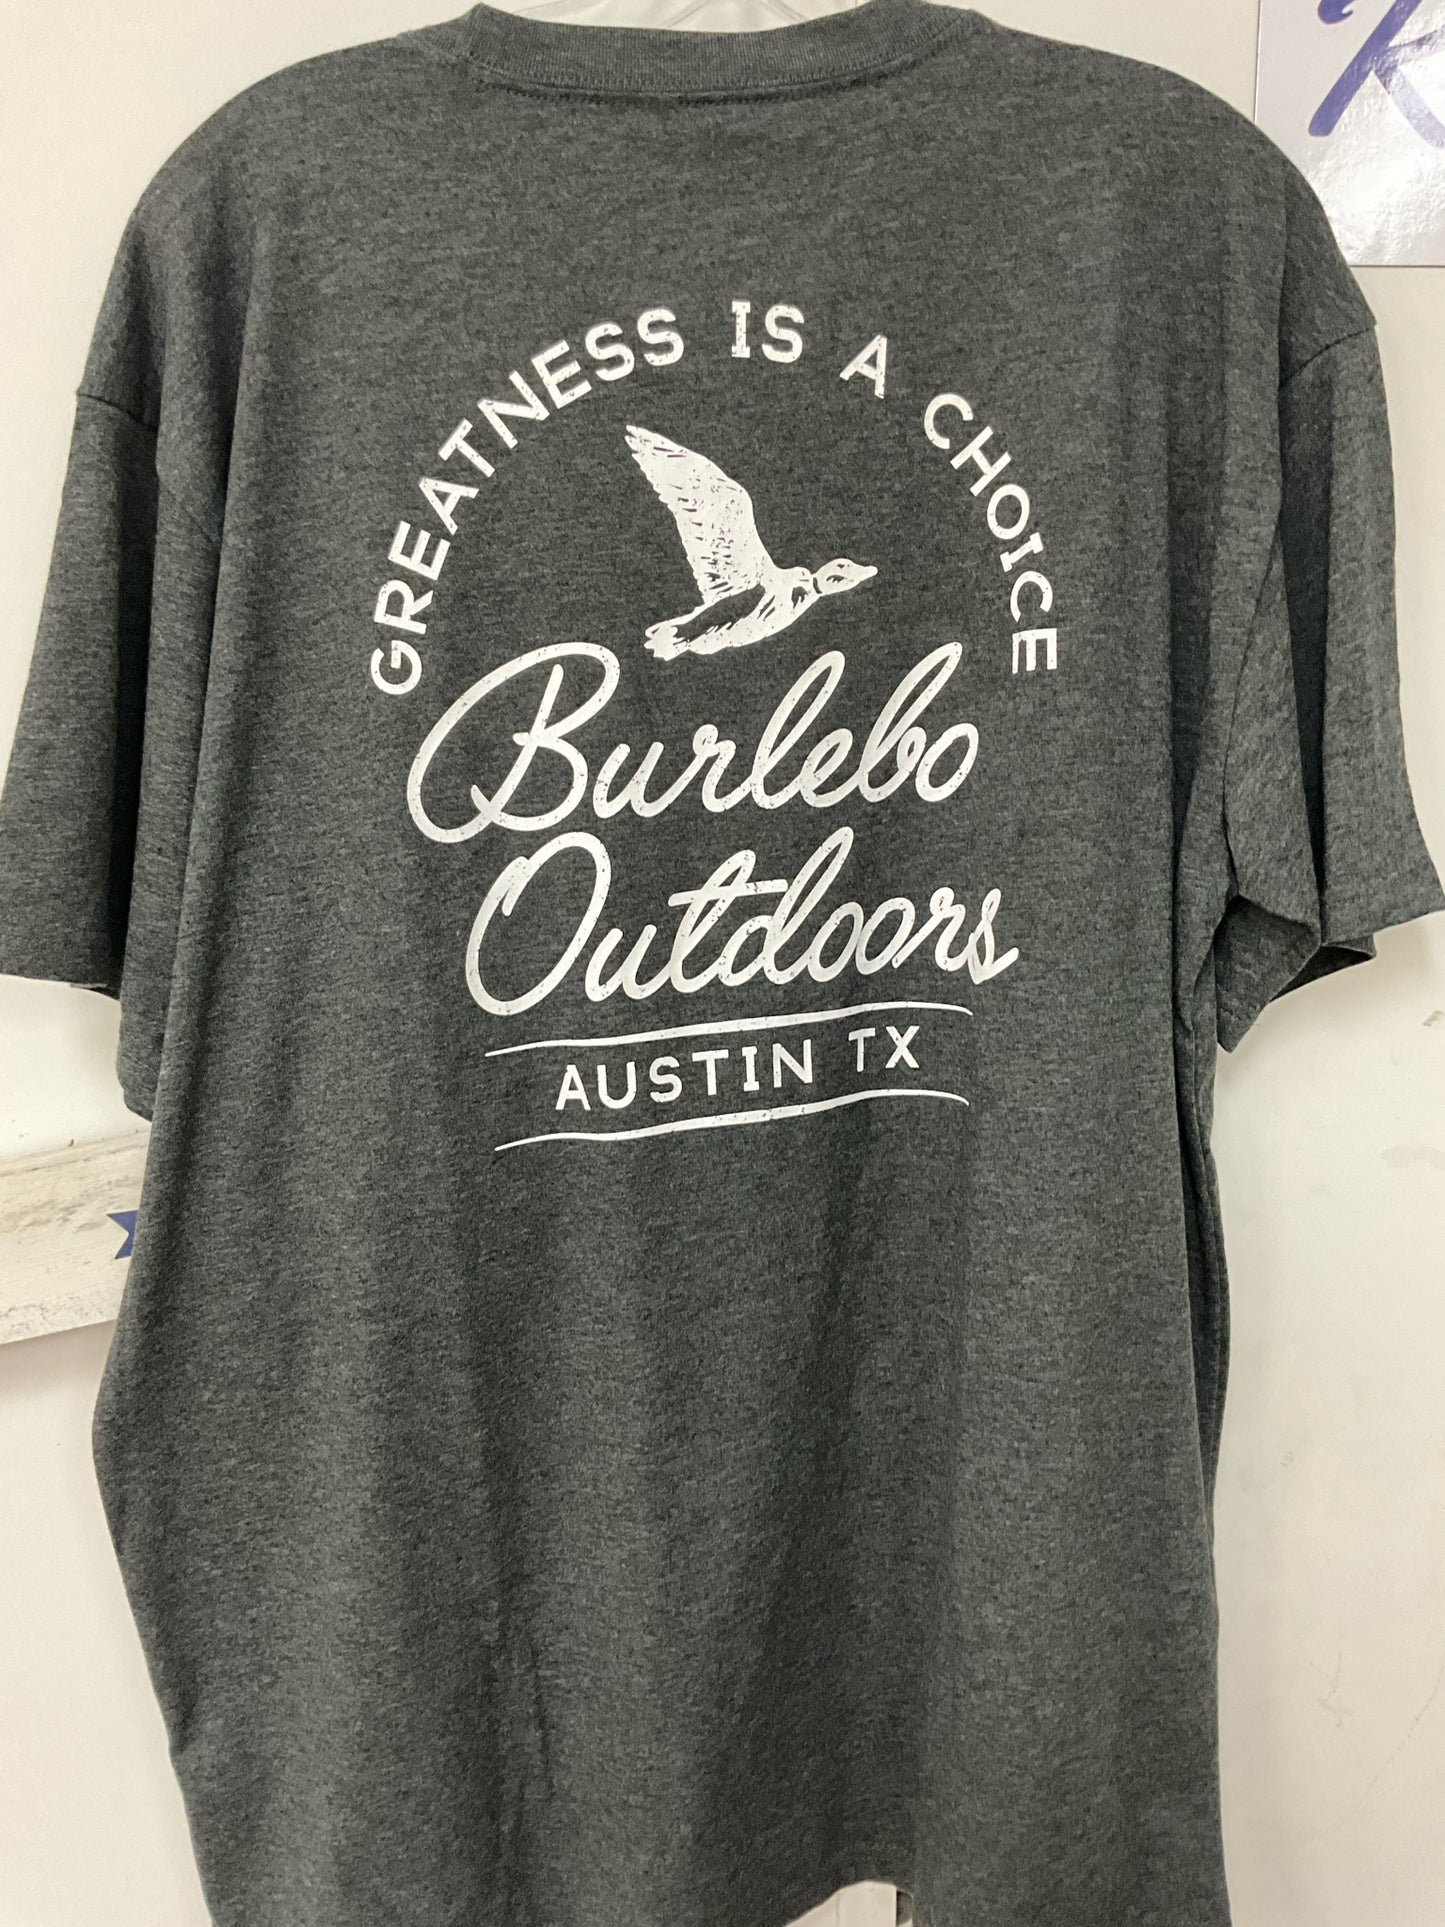 GREATNESS IS A CHOICE
Burlebo
Outdoors
AUSTIN TX